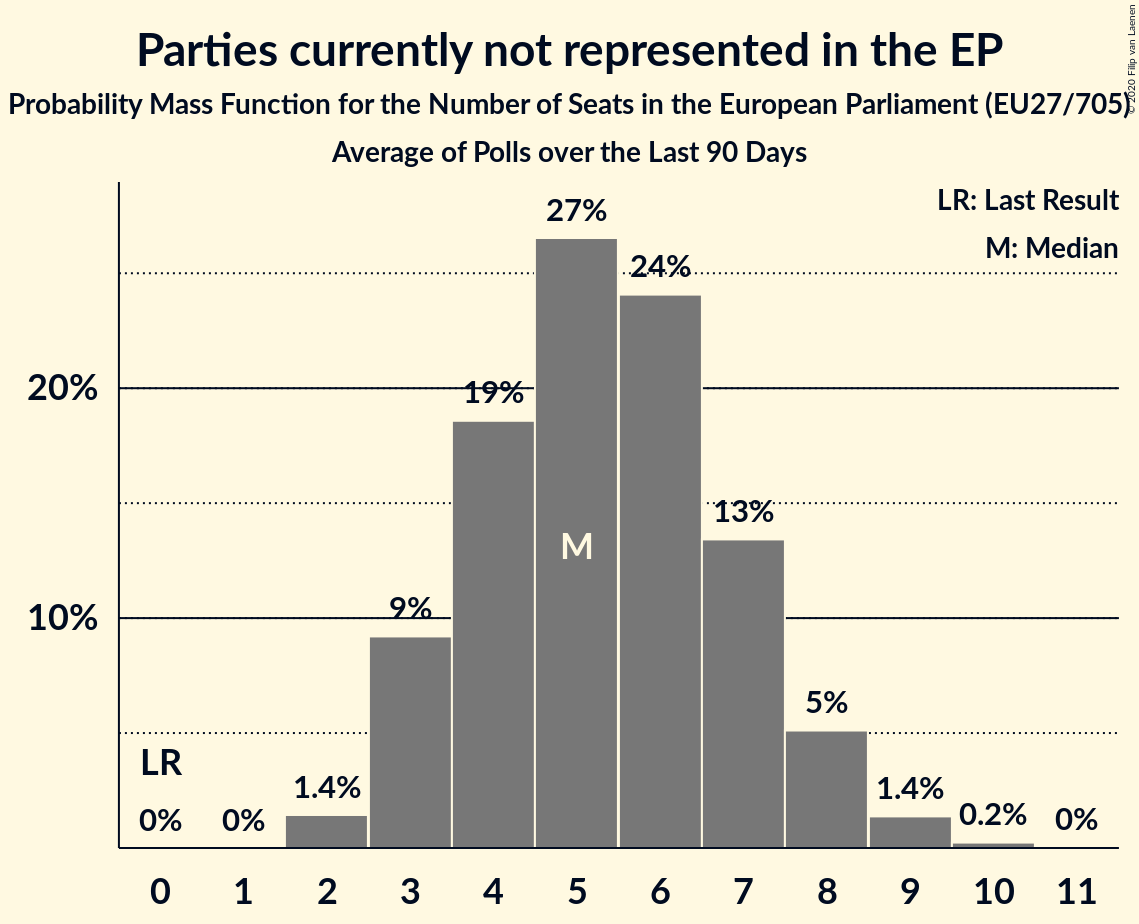 Parties currently not represented in the EP
Probability Mass Function for the Number of Seats in the European Parliament (EU27/705)
Average of Polls over the Last 90 Days
© 2020 Filip van Laenen
LR: Last Result
M: Median
27%
24%
20%
19%
13%
M
10%
9%
5%
LR
1.4%
1.4%
0.2%
0%
0%
0%
0 1 2 3 4 5 6 7 8 9 10 11